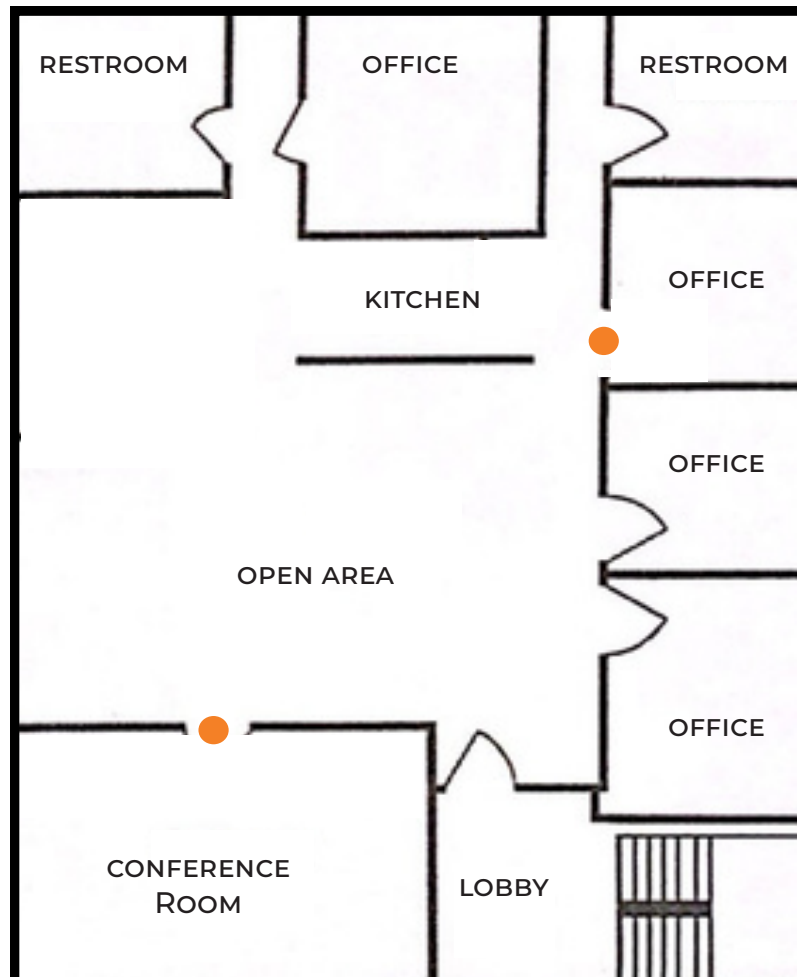 RESTROOM
OFFICE
RESTROOM
OFFICE
KITCHEN
OFFICE
OPEN AREA
OFFICE
CONFERENCE
ROOM
LOBBY